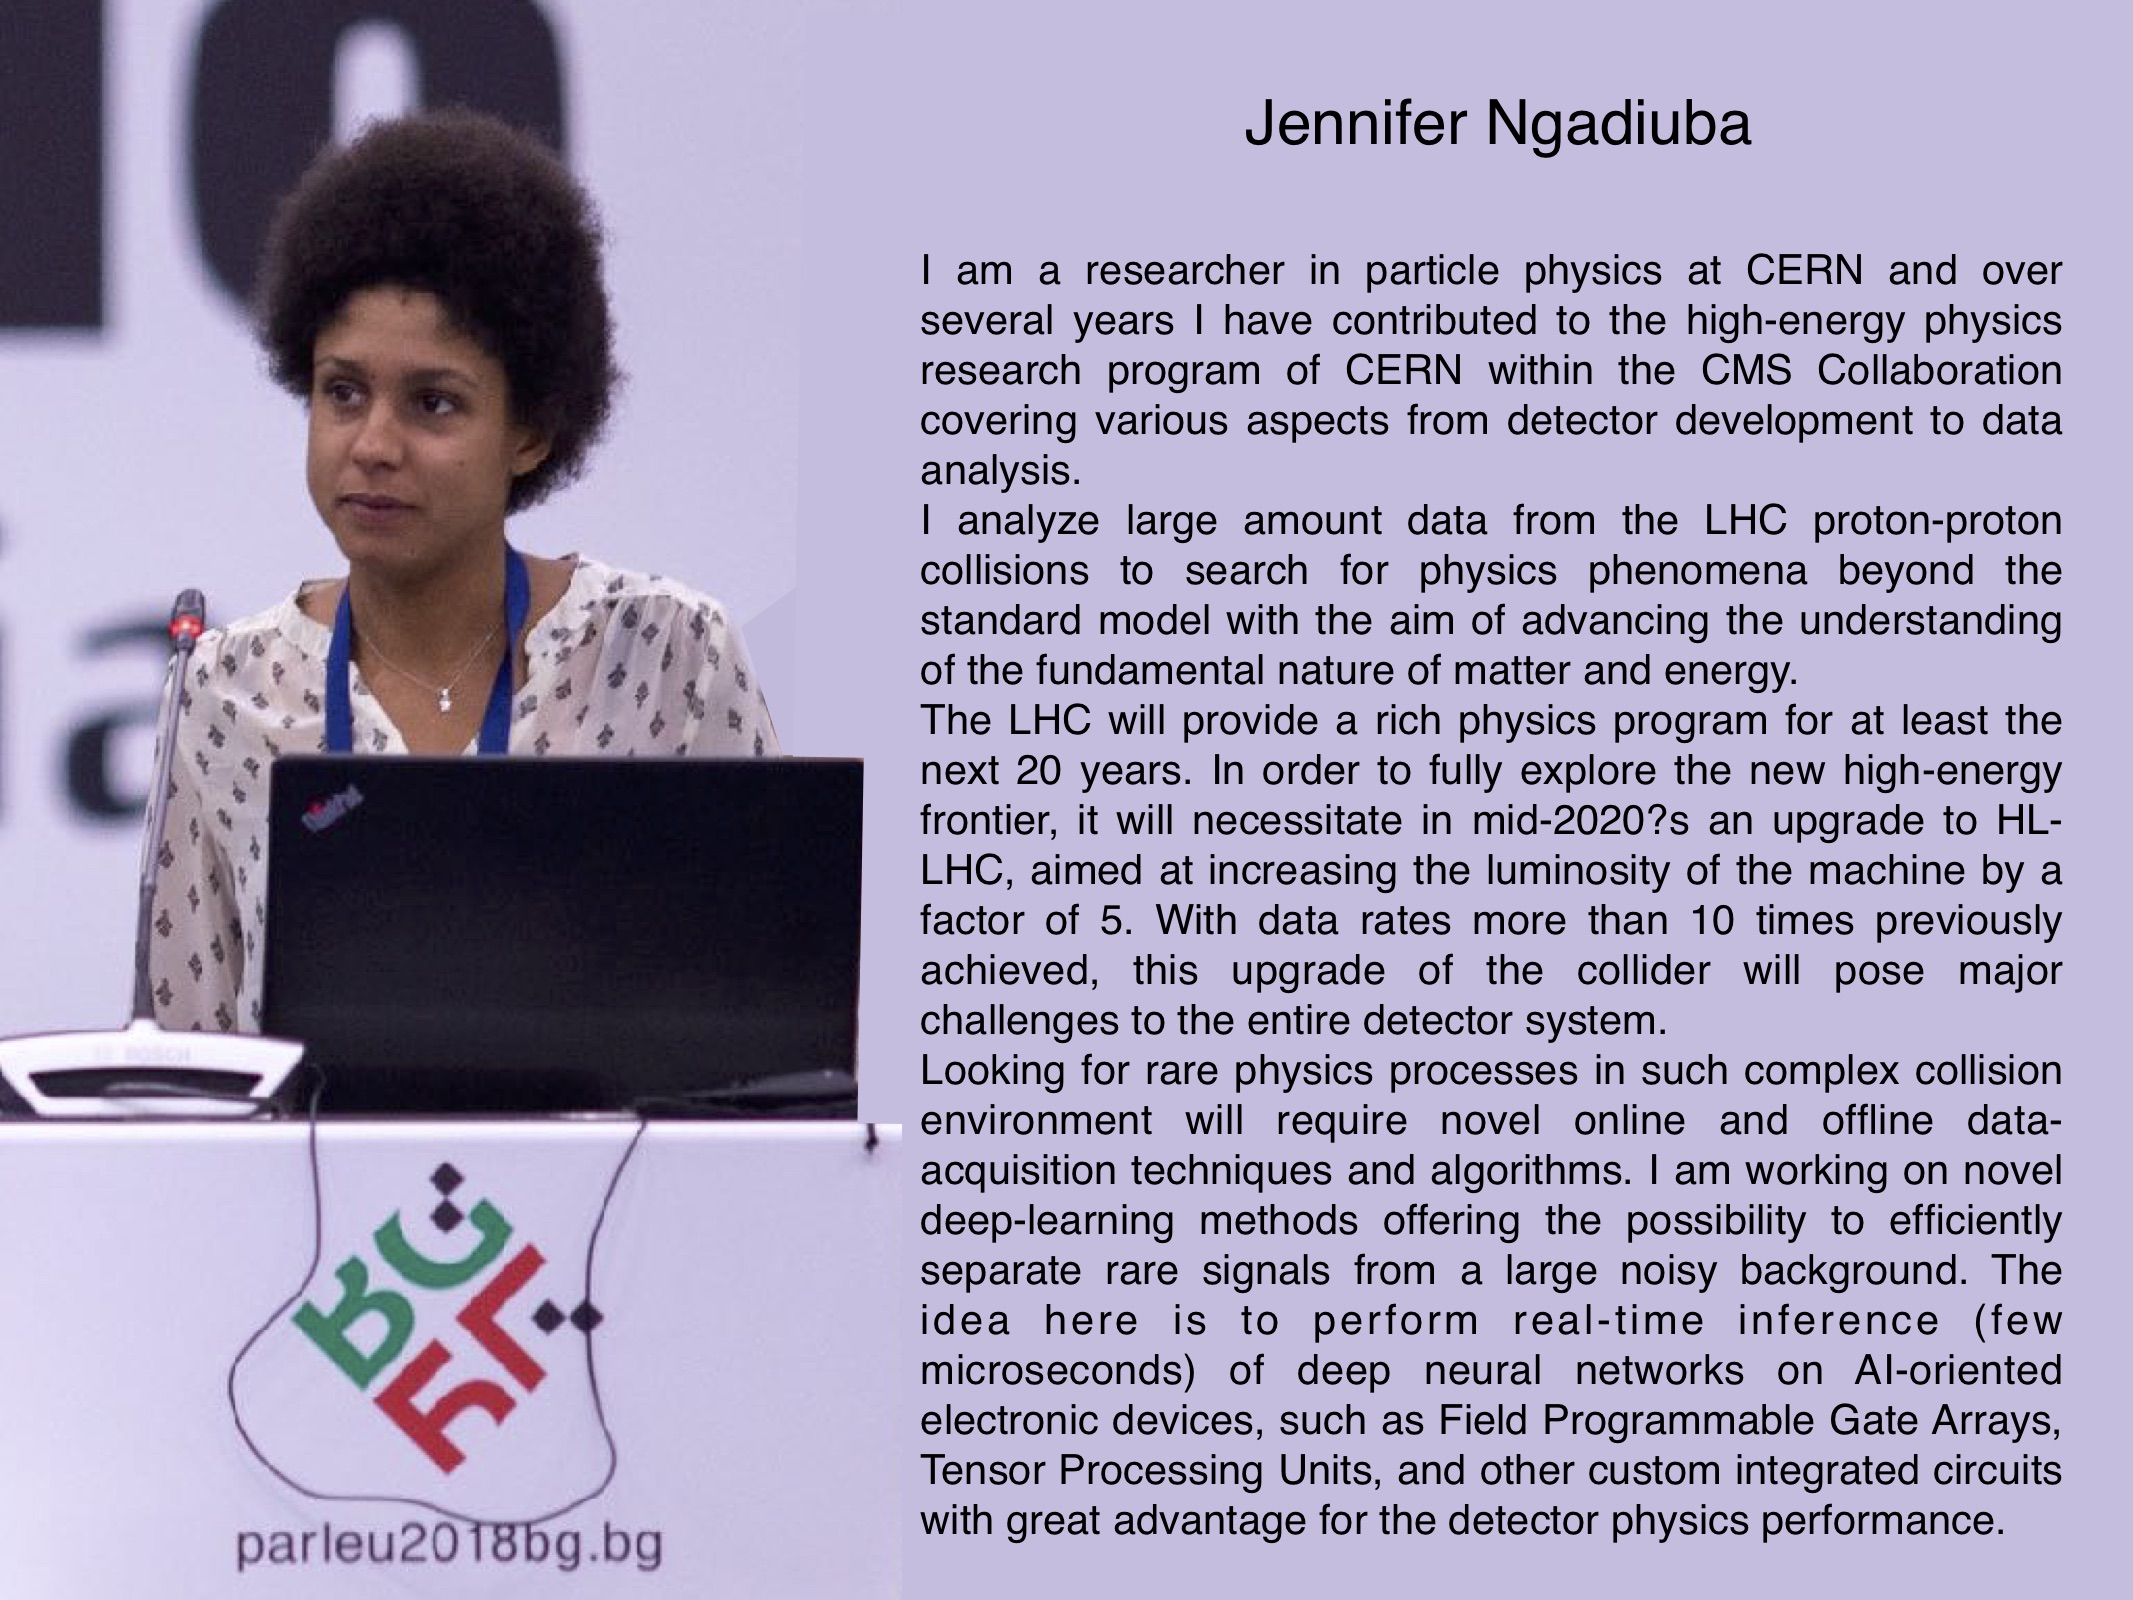 Jennifer Ngadiuba
I am a researcher in particle physics at CERN and over
several years I have contributed to the high-energy physics
research program of CERN within the CMS Collaboration
covering various aspects from detector development to data
analysis.
I analyze large amount data from the LHC proton-proton
collisions to search for physics phenomena beyond the
standard model with the aim of advancing the understanding
of the fundamental nature of matter and energy.
The LHC will provide a rich physics program for at least the
next 20 years. In order to fully explore the new high-energy
frontier, it will necessitate in mid-2020?s an upgrade to HL-
LHC, aimed at increasing the luminosity of the machine by a
factor of 5. With data rates more than 10 times previously
achieved, this upgrade of the collider will pose major
challenges to the entire detector system.
Looking for rare physics processes in such complex collision
environment will require novel online and offline data-
acquisition techniques and algorithms. I am working on novel
deep-learning methods offering the possibility to efficiently
separate rare signals from a large noisy background. The
idea here is to perform real-time inference (few
microseconds) of deep neural networks on AI-oriented
electronic devices, such as Field Programmable Gate Arrays,
Tensor Processing Units, and other custom integrated circuits
with great advantage for the detector physics performance.
BOSCH
parleu2018bg.bg